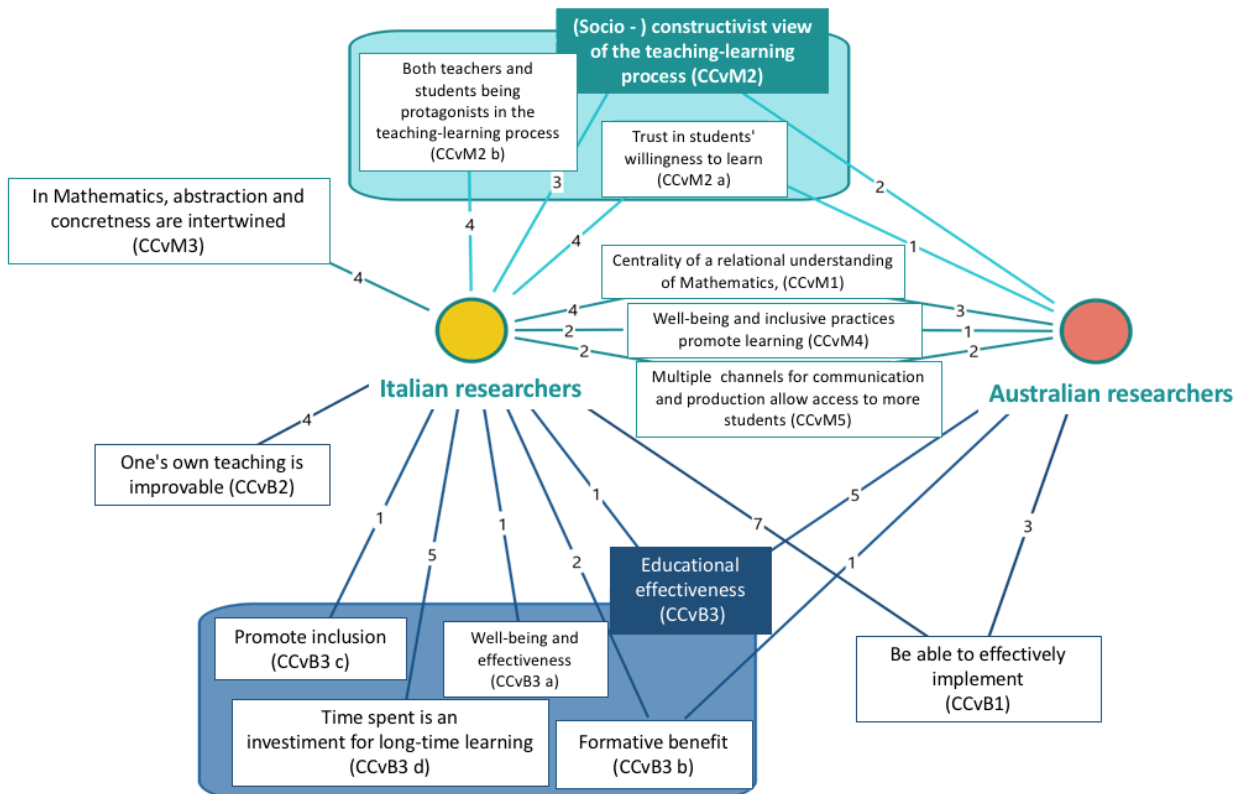 (Socio - ) constructivist view
of the teaching-learning
process (CCvM2)
Both teachers and
students being
protagonists in the
teaching-learning process
(CCvM2 b)
Trust in students'
willingness to learn
(CCvM2 a)
3
2
In Mathematics, abstraction and
concretness are intertwined
(CCvM3)
4
4
1
4
Centrality of a relational understanding
of Mathematics, (CCvM1)
4
3
Well-being and inclusive practices
promote learning (CCvM4)
2
1
Multiple channels for communication
and production allow access to more
students (CCvM5)
2
2
Italian researchers
Australian researchers
4
One's own teaching is
improvable (CCvB2)
1
5
1
2
1
7
5
1
3
Educational
effectiveness
(CCvB3)
Promote inclusion
(CCvB3 c)
Well-being and
effectiveness
(CCvB3 a)
Be able to effectively
implement
(CCvB1)
Time spent is an
investiment for long-time learning
(CCvB3 d)
Formative benefit
(CCvB3 b)